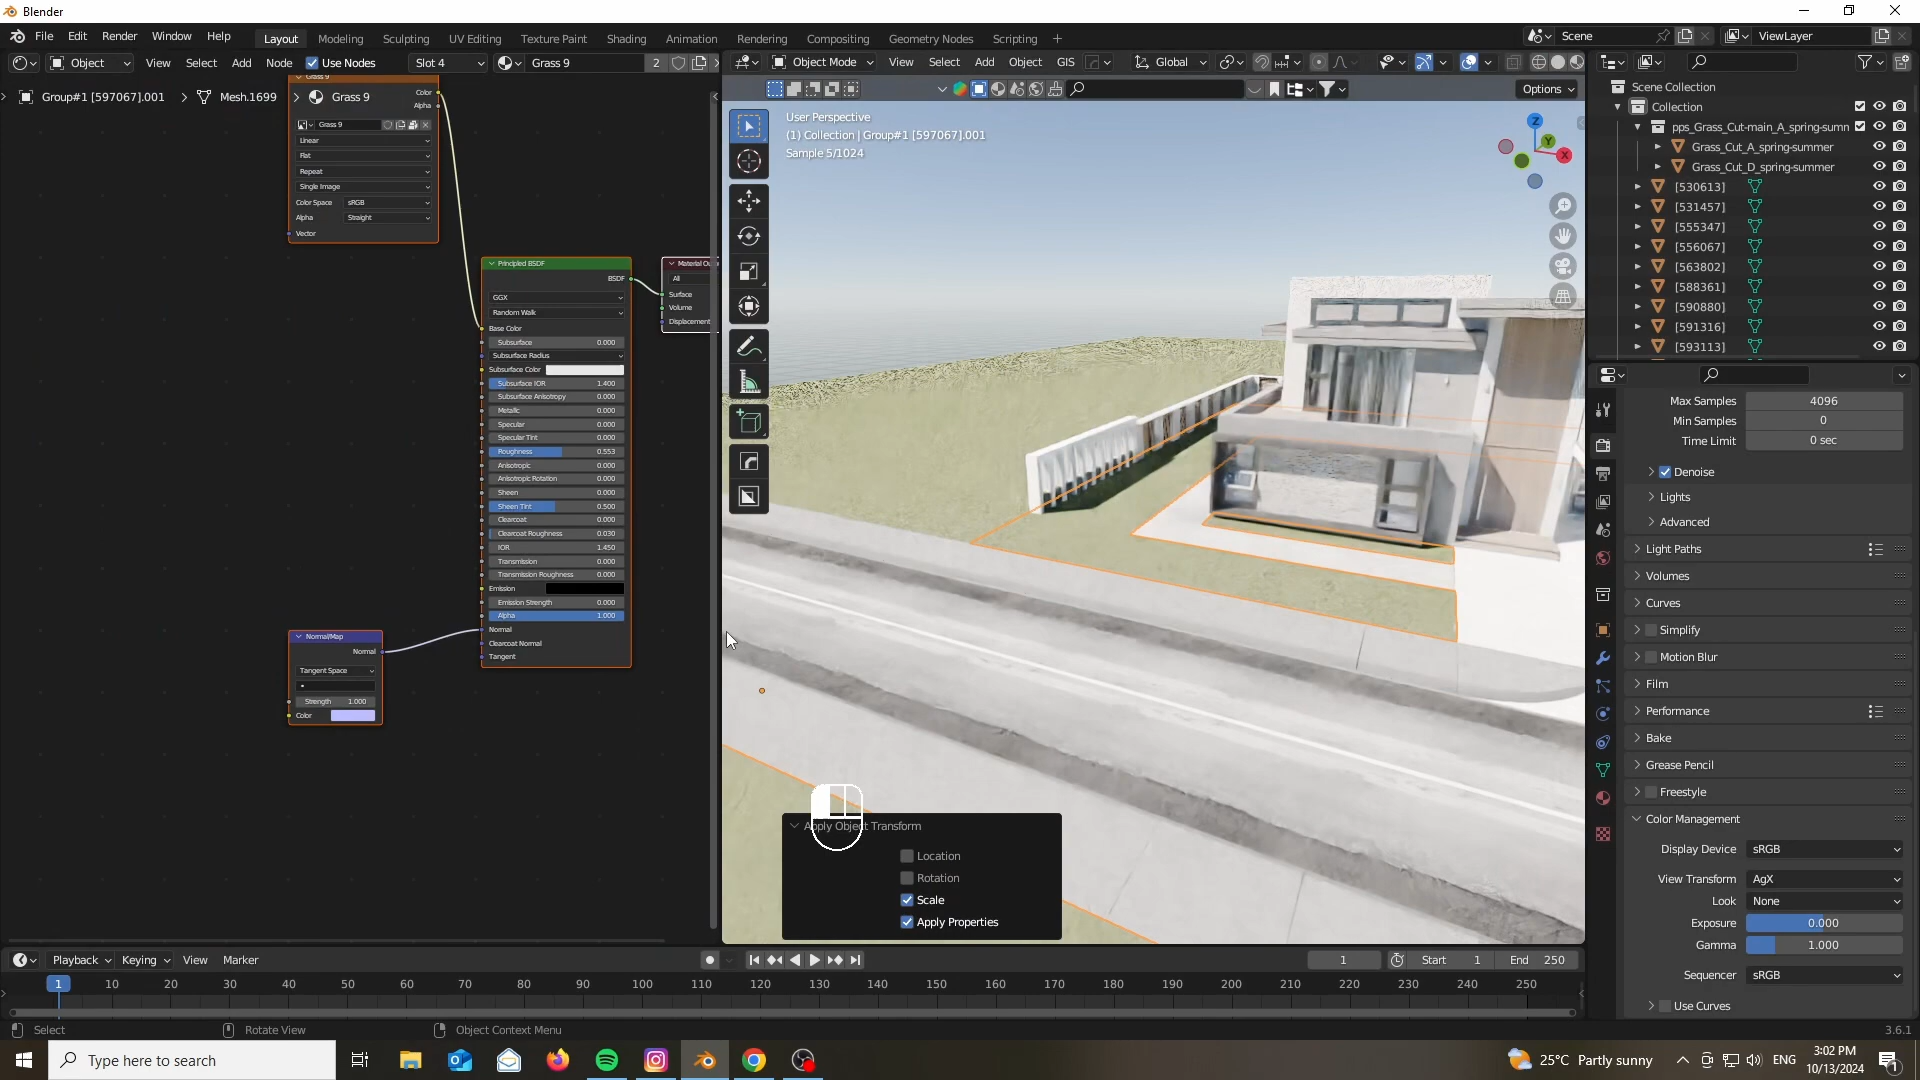 Blender
File Edit Render Window Help
Layout Modeling Sculpting UV Editing Texture Paint Shading Animation Rendering Compositing Geometry Nodes Scripting
Scene
ViewLayer
Object View Select Add Node Use Nodes Slot 4 Grass 9 2
Group#1 [597067].001 Mesh.1699 Grass 9
Grass 9
Color
Alpha
Grass 9
Linear
Flat
Repeat
Single Image
Color Space sRGB
Alpha Straight
Vector
Principled BSDF
BSDF
GGX
Random Walk
Base Color
Subsurface 0.000
Subsurface Radius
Subsurface Color
Subsurface IOR 1.400
Subsurface Anisotropy 0.000
Metallic 0.000
Specular 0.000
Specular Tint 0.000
Roughness 0.553
Anisotropic 0.000
Anisotropic Rotation 0.000
Sheen 0.000
Sheen Tint 0.500
Clearcoat 0.000
Clearcoat Roughness 0.030
IOR 1.450
Transmission 0.000
Transmission Roughness 0.000
Emission
Emission Strength 0.000
Alpha 1.000
Normal
Clearcoat Normal
Tangent
Material Ou
All
Surface
Volume
Displacement
Normal/Map
Normal
Tangent Space
Strength 1.000
Color
Object Mode View Select Add Object GIS Global
Options
User Perspective
(1) Collection | Group#1 [597067].001
Sample 5/1024
Z
Y
X
Apply Object Transform
Location
Rotation
Scale
Apply Properties
Scene Collection
Collection
pps_Grass_Cut-main_A_spring-sumn
Grass_Cut_A_spring-summer
Grass_Cut_D_spring-summer
[530613]
[531457]
[555347]
[556067]
[563802]
[588361]
[590880]
[591316]
[593113]
Max Samples 4096
Min Samples 0
Time Limit 0 sec
Denoise
Lights
Advanced
Light Paths
Volumes
Curves
Simplify
Motion Blur
Film
Performance
Bake
Grease Pencil
Freestyle
Color Management
Display Device sRGB
View Transform AgX
Look None
Exposure 0.000
Gamma 1.000
Sequencer sRGB
Use Curves
Playback Keying View Marker
1 Start 1 End 250
1 10 20 30 40 50 60 70 80 90 100 110 120 130 140 150 160 170 180 190 200 210 220 230 240 250
Select Rotate View Object Context Menu
3.6.1
Type here to search
25°C Partly sunny
ENG
3:02 PM
10/13/2024
1